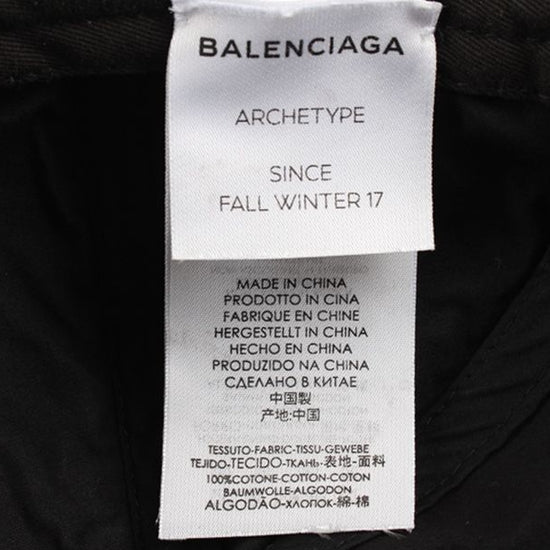 BALENCIAGA
ARCHETYPE
SINCE
FALL WINTER 17
MADE IN CHINA
PRODOTTO IN CINA
FABRIQUE EN CHINE
HERGESTELLT IN CHINA
HECHO EN CHINA
PRODUZIDO NA CHINA
СДЕЛАНО В КИТАЕ
中国製
产地:中国
TESSUTO-FABRIC-TISSU-GEWEBE
TEJIDO-TECIDO-ТКАНЬ-表地-面料
100%COTONE-COTTON-COTON
BAUMWOLLE-ALGODON
ALGODÃO-ХЛОПОК-綿-棉